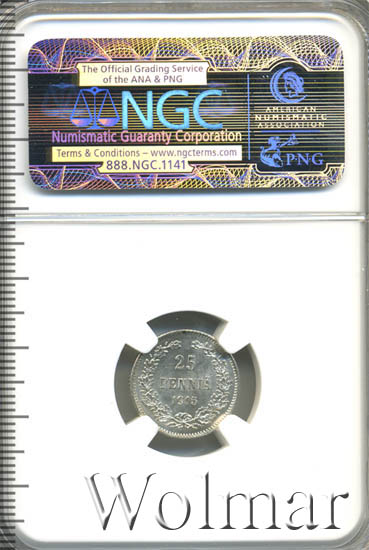 The Official Grading Service
of the ANA & PNG
NGC
Numismatic Guaranty Corporation
Terms & Conditions – www.ngcterms.com
888.NGC.1141
AMERICAN
NUMISMATIC
ASSOCIATION
PNG
25
PENNIÄ
Wolmar